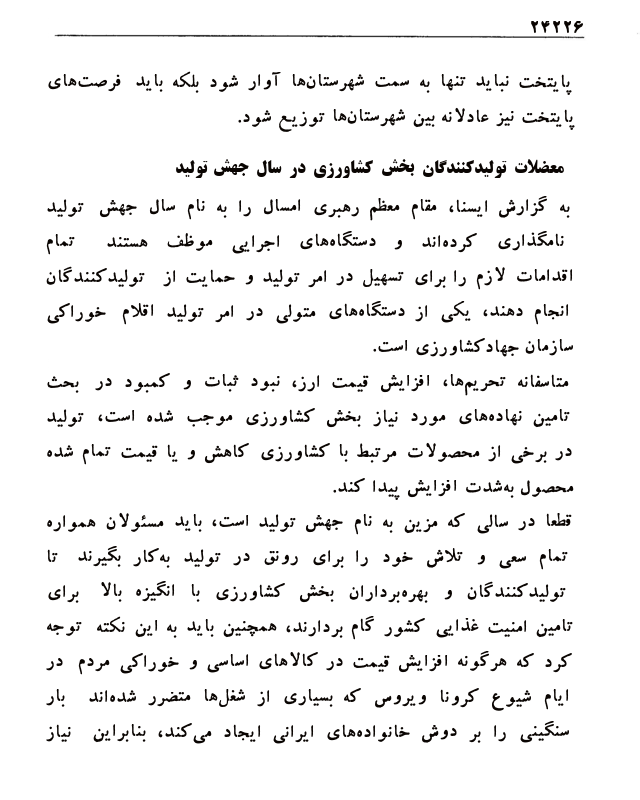 ۲۴۲۲۶
پایتخت نباید تنها به سمت شهرستان‌ها آوار شود بلکه باید فرصت‌های
پایتخت نیز عادلانه بین شهرستان‌ها توزیع شود.
معضلات تولیدکنندگان بخش کشاورزی در سال جهش تولید
به گزارش ایسنا، مقام معظم رهبری امسال را به نام سال جهش تولید
نامگذاری کرده‌اند و دستگاه‌های اجرایی موظف هستند تمام
اقدامات لازم را برای تسهیل در امر تولید و حمایت از تولیدکنندگان
انجام دهند، یکی از دستگاه‌های متولی در امر تولید اقلام خوراکی
سازمان جهادکشاورزی است.
متاسفانه تحریم‌ها، افزایش قیمت ارز، نبود ثبات و کمبود در بحث
تامین نهاده‌های مورد نیاز بخش کشاورزی موجب شده است، تولید
در برخی از محصولات مرتبط با کشاورزی کاهش و یا قیمت تمام شده
محصول به‌شدت افزایش پیدا کند.
قطعا در سالی که مزین به نام جهش تولید است، باید مسئولان همواره
تمام سعی و تلاش خود را برای رونق در تولید به‌کار بگیرند تا
تولیدکنندگان و بهره‌برداران بخش کشاورزی با انگیزه بالا برای
تامین امنیت غذایی کشور گام بردارند، همچنین باید به این نکته توجه
کرد که هرگونه افزایش قیمت در کالاهای اساسی و خوراکی مردم در
ایام شیوع کرونا ویروس که بسیاری از شغل‌ها متضرر شده‌اند بار
سنگینی را بر دوش خانواده‌های ایرانی ایجاد می‌کند، بنابراین نیاز